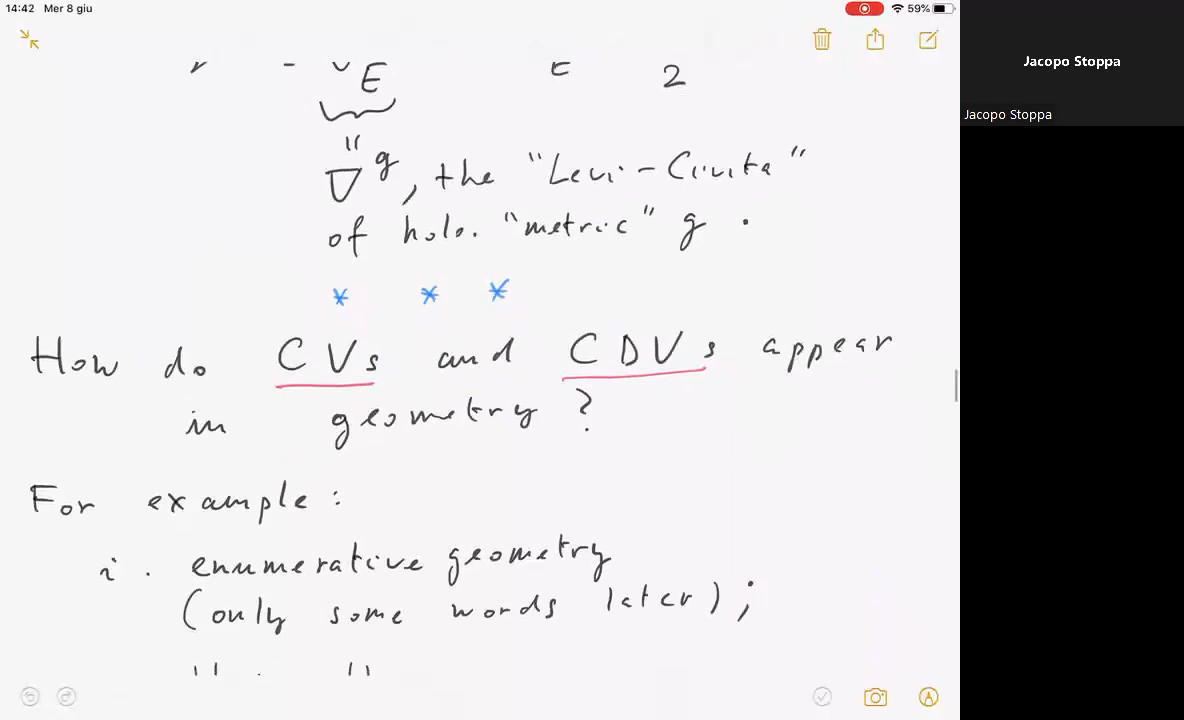 14:42 Mer 8 giu
59%
Jacopo Stoppa
Jacopo Stoppa
E 2
"
∇^g, the "Levi-Civita"
of holo. "metric" g.
* * *
How do CVs and CDVs appear
in geometry?
For example:
i. enumerative geometry
(only some words later);